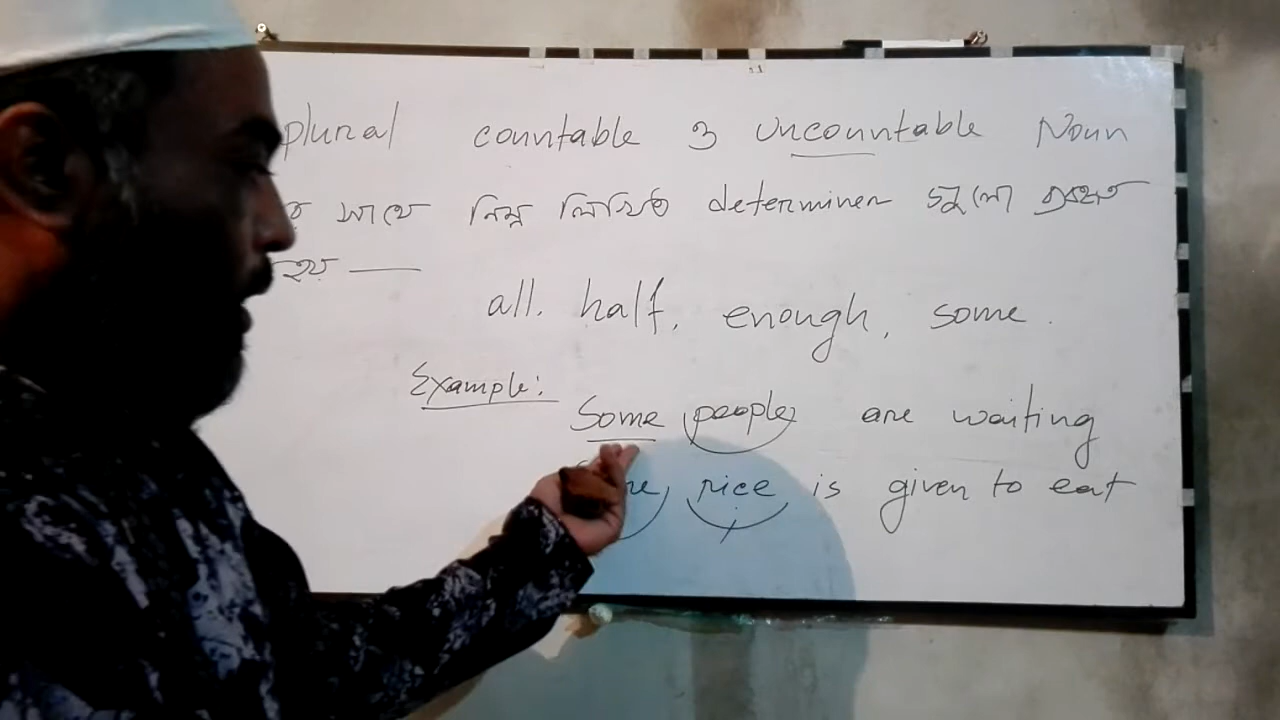 plural countable ও Uncountable Noun
সাথে নিম্ন লিখিত determiner গুলো ব্যবহৃত
হয় —
all, half, enough, some.
Example:
Some people are waiting
rice is given to eat